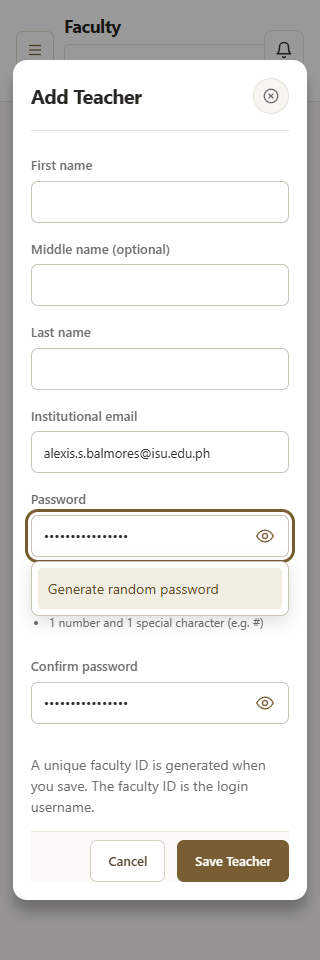 Faculty
Add Teacher
First name
Middle name (optional)
Last name
Institutional email
alexis.s.balmores@isu.edu.ph
Password
••••••••••••••••
Generate random password
• 1 number and 1 special character (e.g. #)
Confirm password
••••••••••••••••
A unique faculty ID is generated when
you save. The faculty ID is the login
username.
Cancel
Save Teacher